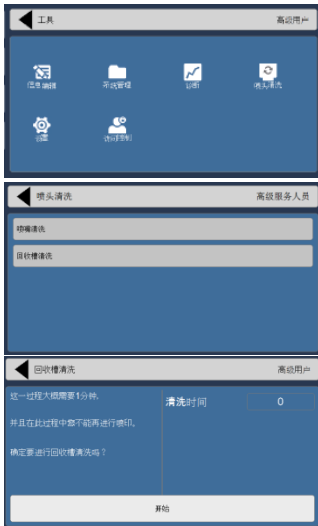 工具 高级用户
信息编辑 系统管理 诊断 喷头清洗
设置 访问控制
喷头清洗 高级服务人员
喷嘴清洗
回收槽清洗
回收槽清洗 高级用户
这一过程大概需要1分钟,
清洗时间 0
并且在此过程中您不能再进行喷印,
确定要进行回收槽清洗吗？
开始